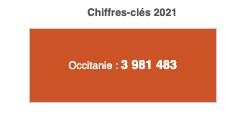 Chiffres-clés 2021
Occitanie : 3 981 483